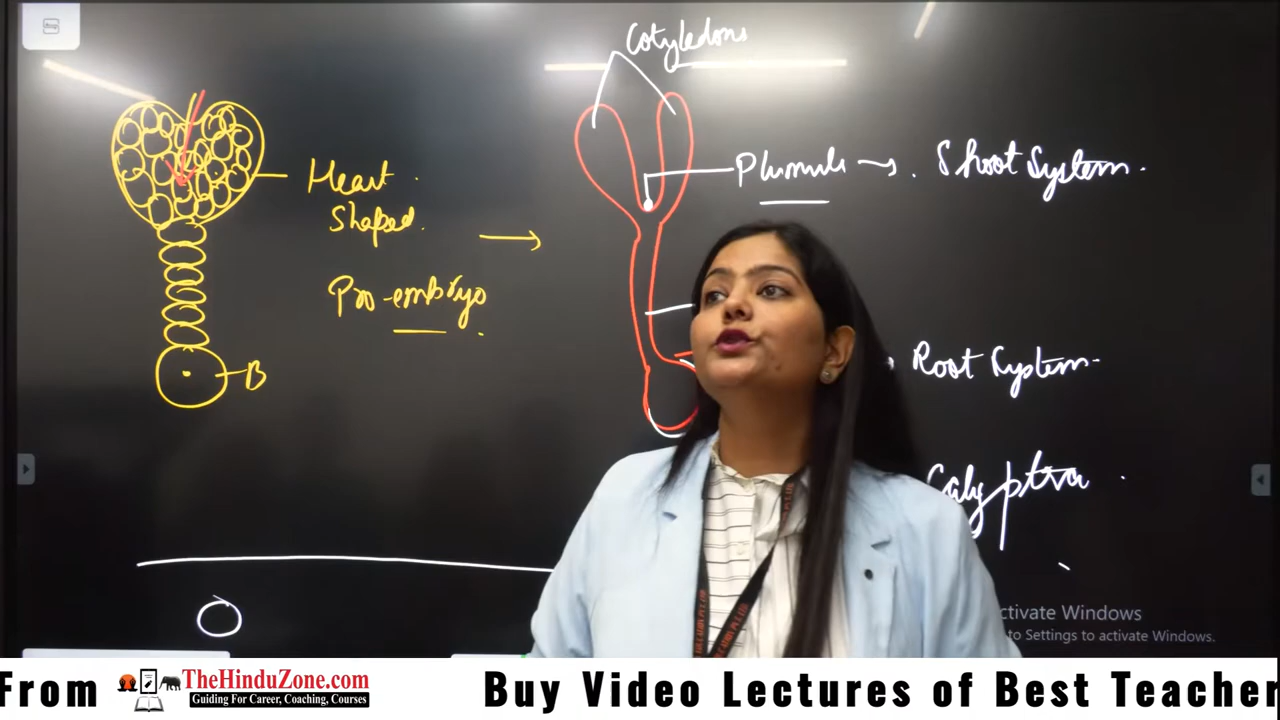 Cotyledons
Plumule → Shoot System.
Heart
Shaped.
Pro-embryo
B
Root System
Calyptra
Activate Windows
to Settings to activate Windows.
From TheHinduZone.com
Guiding For Career, Coaching, Courses
Buy Video Lectures of Best Teacher